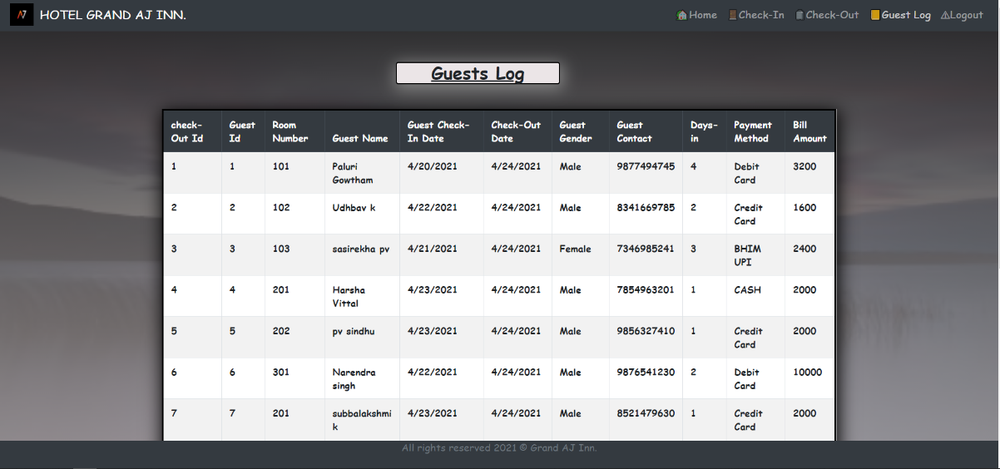 HOTEL GRAND AJ INN. Home Check-In Check-Out Guest Log Logout
Guests Log
check-Out Id Guest Id Room Number Guest Name Guest Check-In Date Check-Out Date Guest Gender Guest Contact Days-in Payment Method Bill Amount
1 1 101 Paluri Gowtham 4/20/2021 4/24/2021 Male 9877494745 4 Debit Card 3200
2 2 102 Udhbav k 4/22/2021 4/24/2021 Male 8341669785 2 Credit Card 1600
3 3 103 sasirekha pv 4/21/2021 4/24/2021 Female 7346985241 3 BHIM UPI 2400
4 4 201 Harsha Vittal 4/23/2021 4/24/2021 Male 7854963201 1 CASH 2000
5 5 202 pv sindhu 4/23/2021 4/24/2021 Male 9856327410 1 Credit Card 2000
6 6 301 Narendra singh 4/22/2021 4/24/2021 Male 9876541230 2 Debit Card 10000
7 7 201 subbalakshmi k 4/23/2021 4/24/2021 Male 8521479630 1 Credit Card 2000
All rights reserved 2021 © Grand AJ Inn.